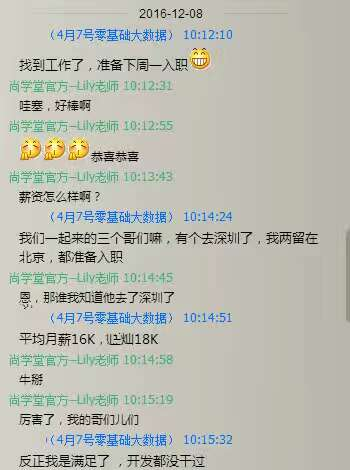 2016-12-08
（4月7号零基础大数据） 10:12:10
找到工作了，准备下周一入职
尚学堂官方--Lily老师 10:12:31
哇塞，好棒啊
尚学堂官方--Lily老师 10:12:55
恭喜恭喜
尚学堂官方--Lily老师 10:13:43
薪资怎么样啊？
（4月7号零基础大数据） 10:14:24
我们一起来的三个哥们嘛，有个去深圳了，我两留在
北京，都准备入职
尚学堂官方--Lily老师 10:14:45
恩，那谁我知道他去了深圳了
（4月7号零基础大数据） 10:14:51
平均月薪16K，18K
尚学堂官方--Lily老师 10:14:58
牛掰
尚学堂官方--Lily老师 10:15:19
厉害了，我的哥们儿们
（4月7号零基础大数据） 10:15:32
反正我是满足了，开发都没干过